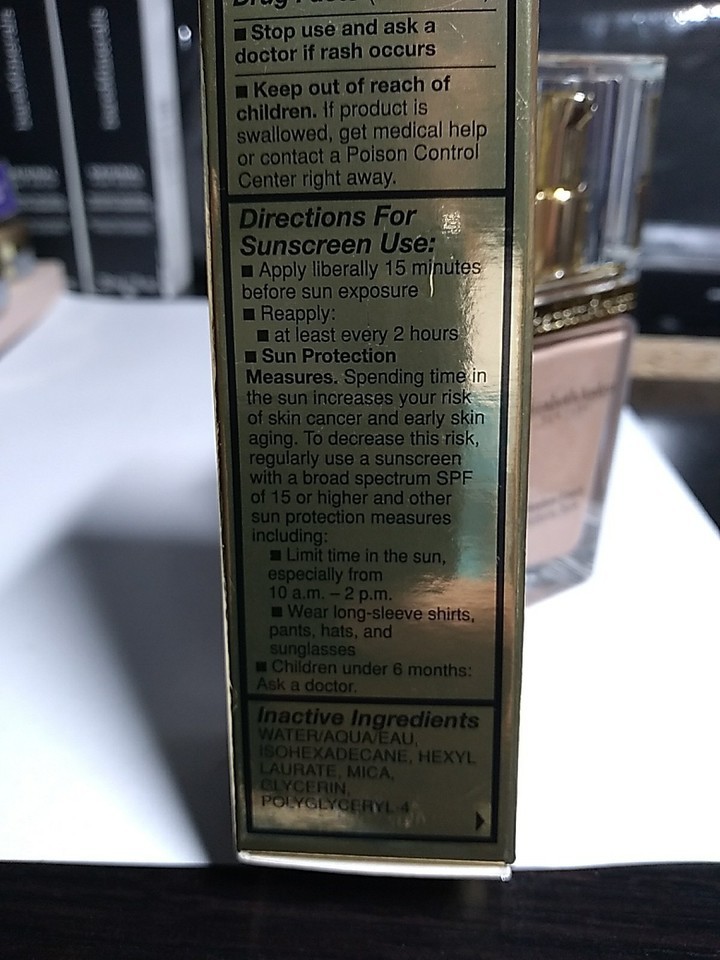 Drug Facts
■ Stop use and ask a
doctor if rash occurs
■ Keep out of reach of
children. If product is
swallowed, get medical help
or contact a Poison Control
Center right away.
Directions For
Sunscreen Use:
■ Apply liberally 15 minutes
before sun exposure
■ Reapply:
■ at least every 2 hours
■ Sun Protection
Measures. Spending time in
the sun increases your risk
of skin cancer and early skin
aging. To decrease this risk,
regularly use a sunscreen
with a broad spectrum SPF
of 15 or higher and other
sun protection measures
including:
■ Limit time in the sun,
especially from
10 a.m. – 2 p.m.
■ Wear long-sleeve shirts,
pants, hats, and
sunglasses
■ Children under 6 months:
Ask a doctor.
Inactive Ingredients
WATER/AQUA/EAU,
ISOHEXADECANE, HEXYL
LAURATE, MICA,
GLYCERIN,
POLYGLYCERYL-4